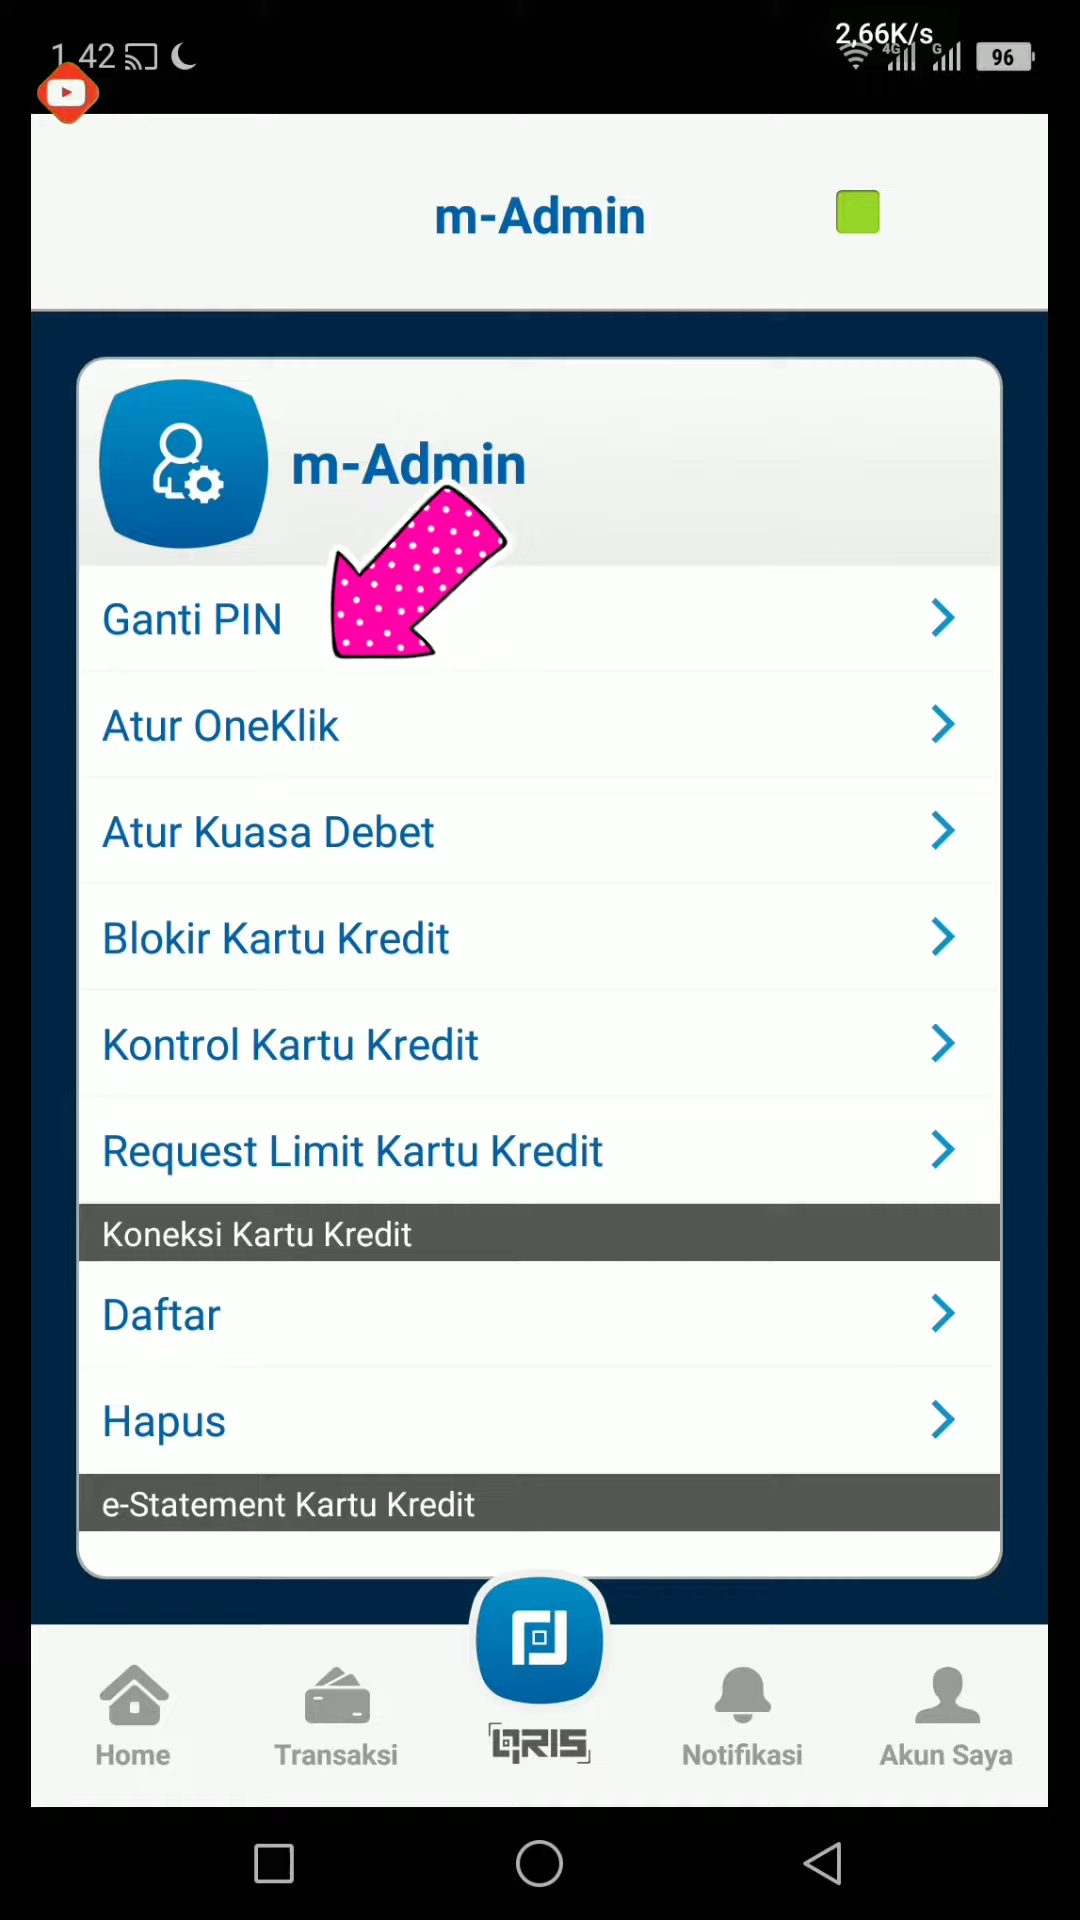 1.42
2,66K/s
4G
G
96
m-Admin
m-Admin
Ganti PIN
Atur OneKlik
Atur Kuasa Debet
Blokir Kartu Kredit
Kontrol Kartu Kredit
Request Limit Kartu Kredit
Koneksi Kartu Kredit
Daftar
Hapus
e-Statement Kartu Kredit
Home
Transaksi
QRIS
Notifikasi
Akun Saya